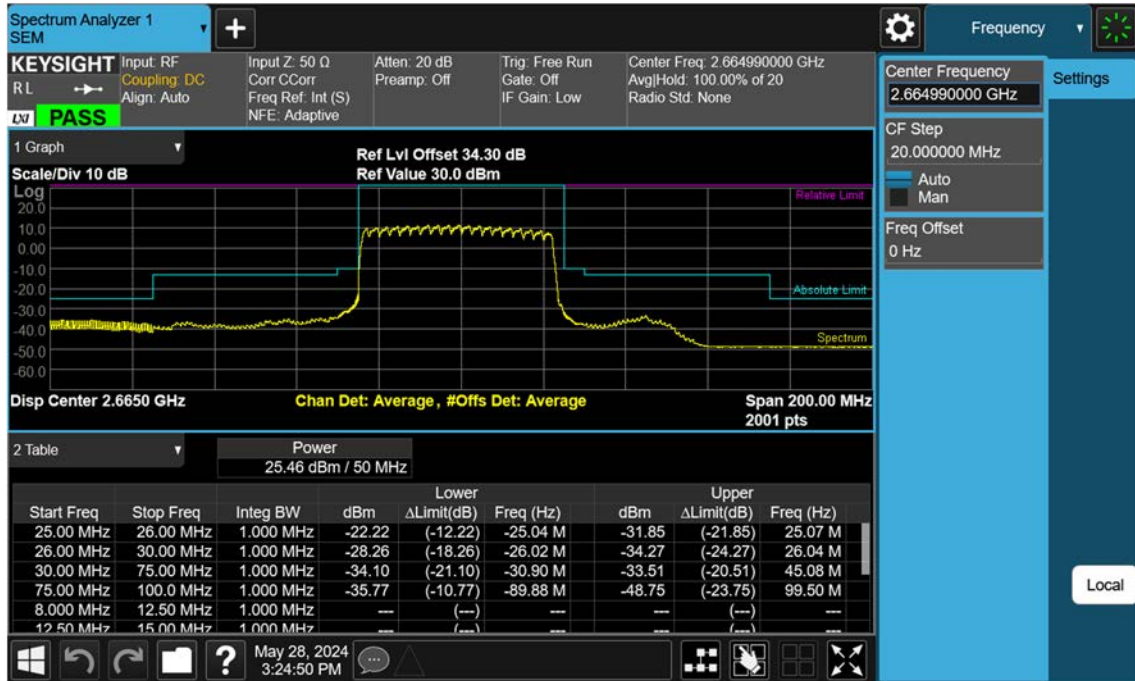 Spectrum Analyzer 1
SEM
+
Frequency
KEYSIGHT
RL
LXI
PASS
Input: RF
Coupling: DC
Align: Auto
Input Z: 50 Ω
Corr CCorr
Freq Ref: Int (S)
NFE: Adaptive
Atten: 20 dB
Preamp: Off
Trig: Free Run
Gate: Off
IF Gain: Low
Center Freq: 2.664990000 GHz
Avg|Hold: 100.00% of 20
Radio Std: None
Center Frequency
2.664990000 GHz
Settings
CF Step
20.000000 MHz
Auto
Man
Freq Offset
0 Hz
Local
1 Graph
Scale/Div 10 dB
Ref Lvl Offset 34.30 dB
Ref Value 30.0 dBm
Log
Relative Limit
20.0
10.0
0.00
-10.0
-20.0
Absolute Limit
-30.0
-40.0
Spectrum
-50.0
-60.0
Disp Center 2.6650 GHz
Chan Det: Average, #Offs Det: Average
Span 200.00 MHz
2001 pts
2 Table
Power
25.46 dBm / 50 MHz
Lower Upper
Start Freq Stop Freq Integ BW dBm ΔLimit(dB) Freq (Hz) dBm ΔLimit(dB) Freq (Hz)
25.00 MHz 26.00 MHz 1.000 MHz -22.22 (-12.22) -25.04 M -31.85 (-21.85) 25.07 M
26.00 MHz 30.00 MHz 1.000 MHz -28.26 (-18.26) -26.02 M -34.27 (-24.27) 26.04 M
30.00 MHz 75.00 MHz 1.000 MHz -34.10 (-21.10) -30.90 M -33.51 (-20.51) 45.08 M
75.00 MHz 100.0 MHz 1.000 MHz -35.77 (-10.77) -89.88 M -48.75 (-23.75) 99.50 M
8.000 MHz 12.50 MHz 1.000 MHz --- (---) --- --- (---) ---
12.50 MHz 15.00 MHz 1.000 MHz --- (---) --- --- (---) ---
?
May 28, 2024
3:24:50 PM